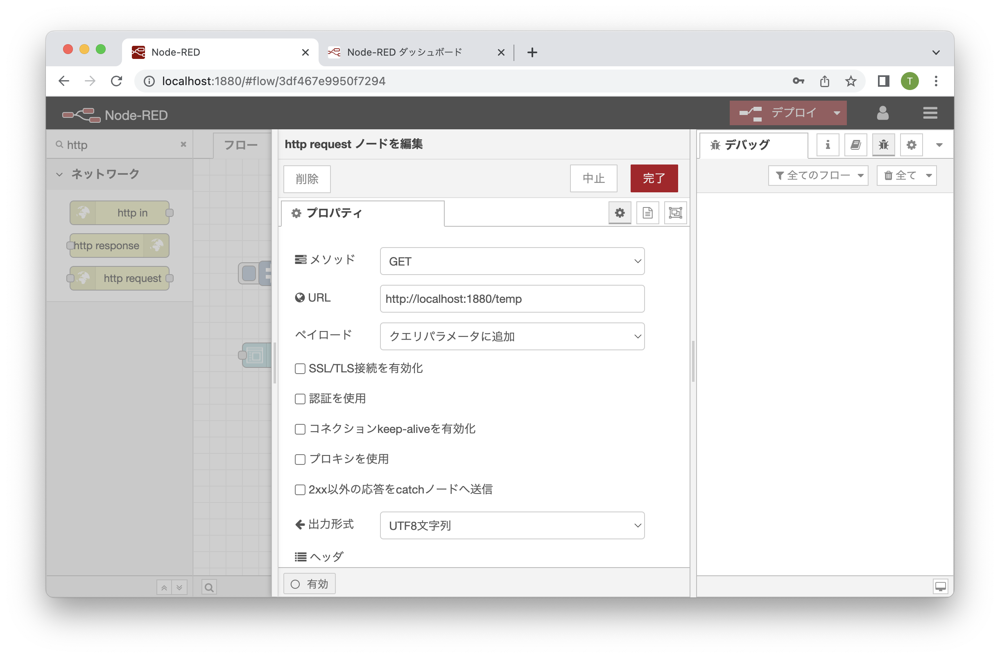 Node-RED
Node-RED ダッシュボード
localhost:1880/#flow/3df467e9950f7294
T
Node-RED
デプロイ
http
フロー
ネットワーク
http in
http response
http request
http request ノードを編集
削除
中止
完了
プロパティ
メソッド
GET
URL
http://localhost:1880/temp
ペイロード
クエリパラメータに追加
SSL/TLS接続を有効化
認証を使用
コネクションkeep-aliveを有効化
プロキシを使用
2xx以外の応答をcatchノードへ送信
出力形式
UTF8文字列
ヘッダ
有効
デバッグ
全てのフロー
全て